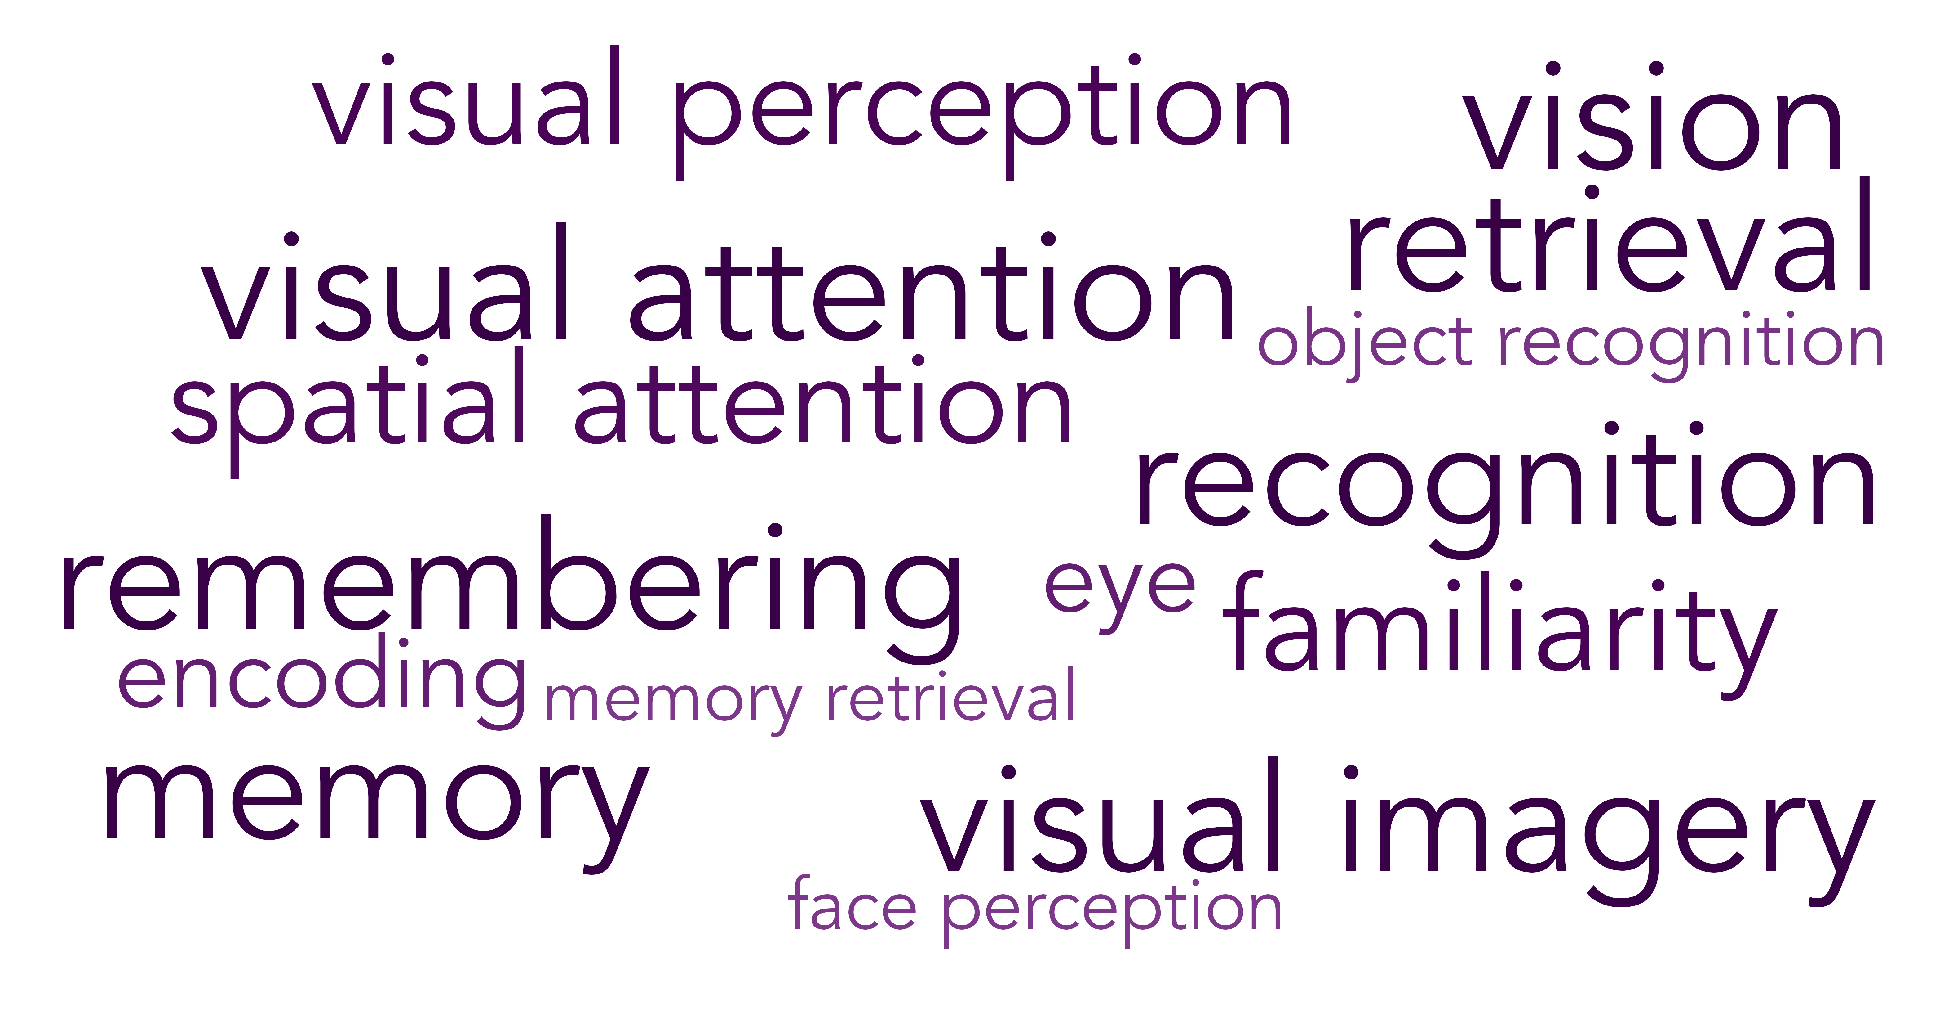 visual perception
vision
retrieval
visual attention
object recognition
spatial attention
recognition
remembering
eye
familiarity
encoding
memory retrieval
memory
visual imagery
face perception